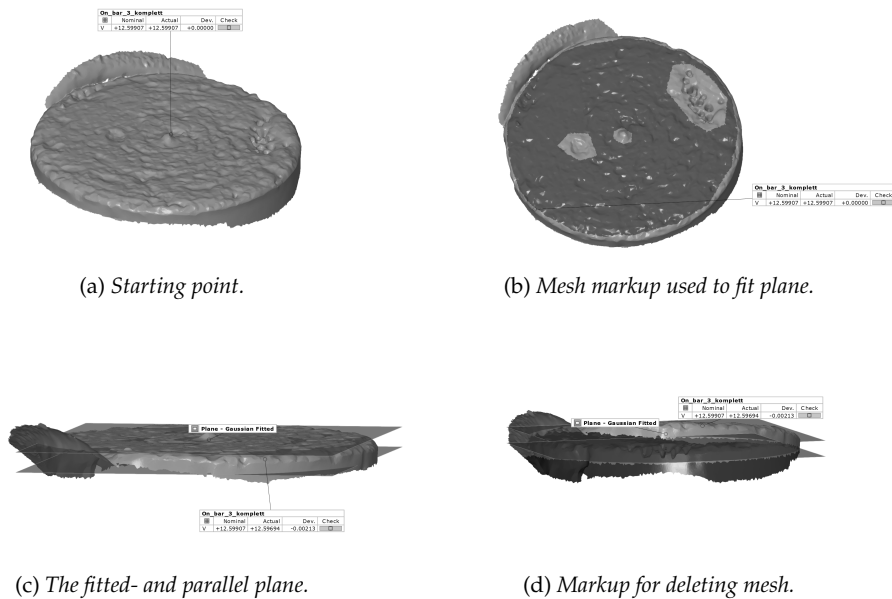 On_bar_3_komplett
Nominal Actual Dev. Check
V +12.59907 +12.59907 +0.00000
On_bar_3_komplett
Nominal Actual Dev. Check
V +12.59907 +12.59907 +0.00000
(a) Starting point.
(b) Mesh markup used to fit plane.
Plane - Gaussian Fitted
On_bar_3_komplett
Nominal Actual Dev. Check
V +12.59907 +12.59694 -0.00213
On_bar_3_komplett
Nominal Actual Dev. Check
V +12.59907 +12.59694 -0.00213
Plane - Gaussian Fitted
(c) The fitted- and parallel plane.
(d) Markup for deleting mesh.